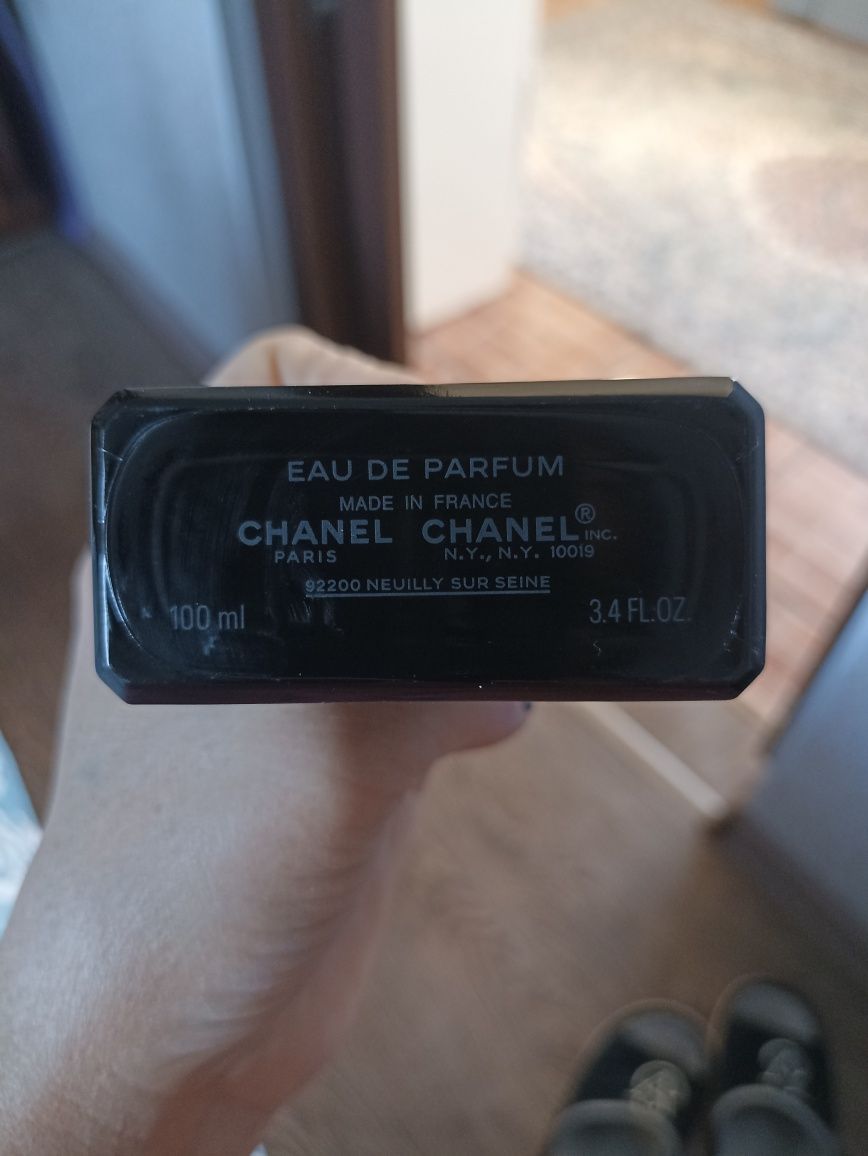 EAU DE PARFUM
MADE IN FRANCE
CHANEL CHANEL® INC.
PARIS N.Y., N.Y. 10019
92200 NEUILLY SUR SEINE
100 ml 3.4 FL.OZ.